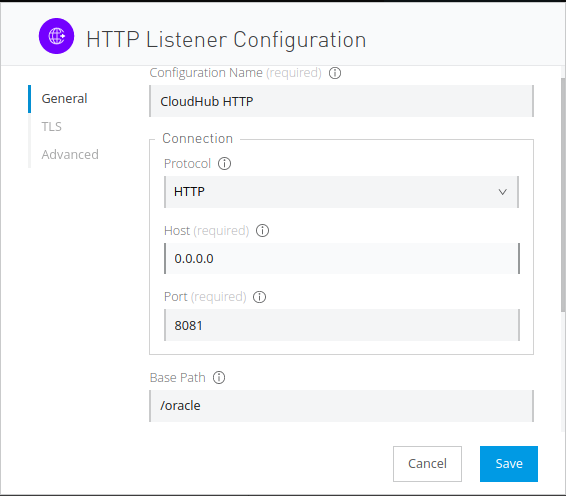 HTTP Listener Configuration
General
TLS
Advanced
Configuration Name (required)
CloudHub HTTP
Connection
Protocol
HTTP
Host (required)
0.0.0.0
Port (required)
8081
Base Path
/oracle
Cancel
Save